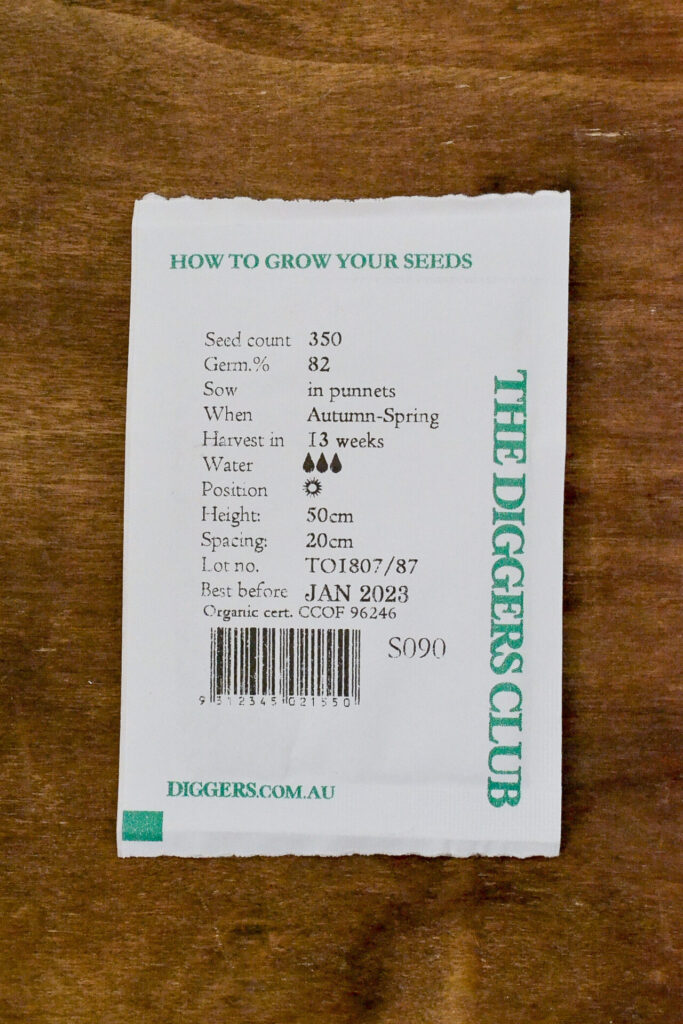 HOW TO GROW YOUR SEEDS
Seed count 350
Germ.% 82
Sow in punnets
When Autumn-Spring
Harvest in 13 weeks
Water
Position
Height: 50cm
Spacing: 20cm
Lot no. TO1807/87
Best before JAN 2023
Organic cert. CCOF 96246
S090
9 312345 021550
THE DIGGERS CLUB
DIGGERS.COM.AU